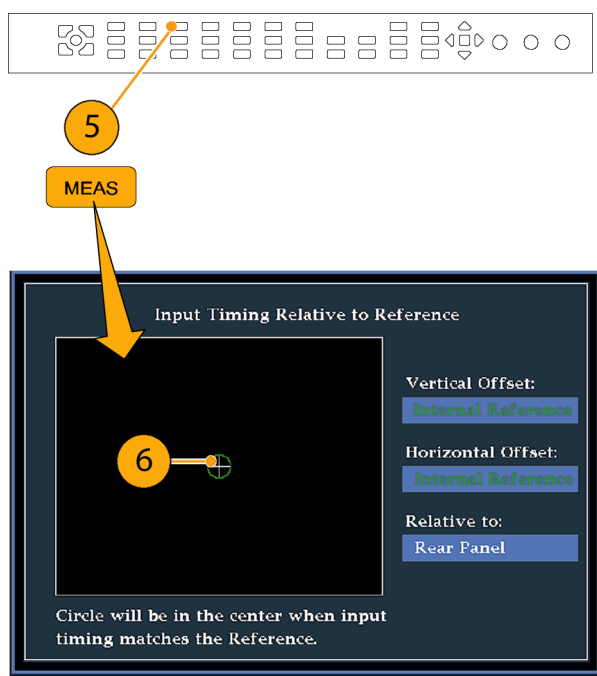 5
MEAS
Input Timing Relative to Reference
Vertical Offset:
Internal Reference
6
Horizontal Offset:
Internal Reference
Relative to:
Rear Panel
Circle will be in the center when input
timing matches the Reference.